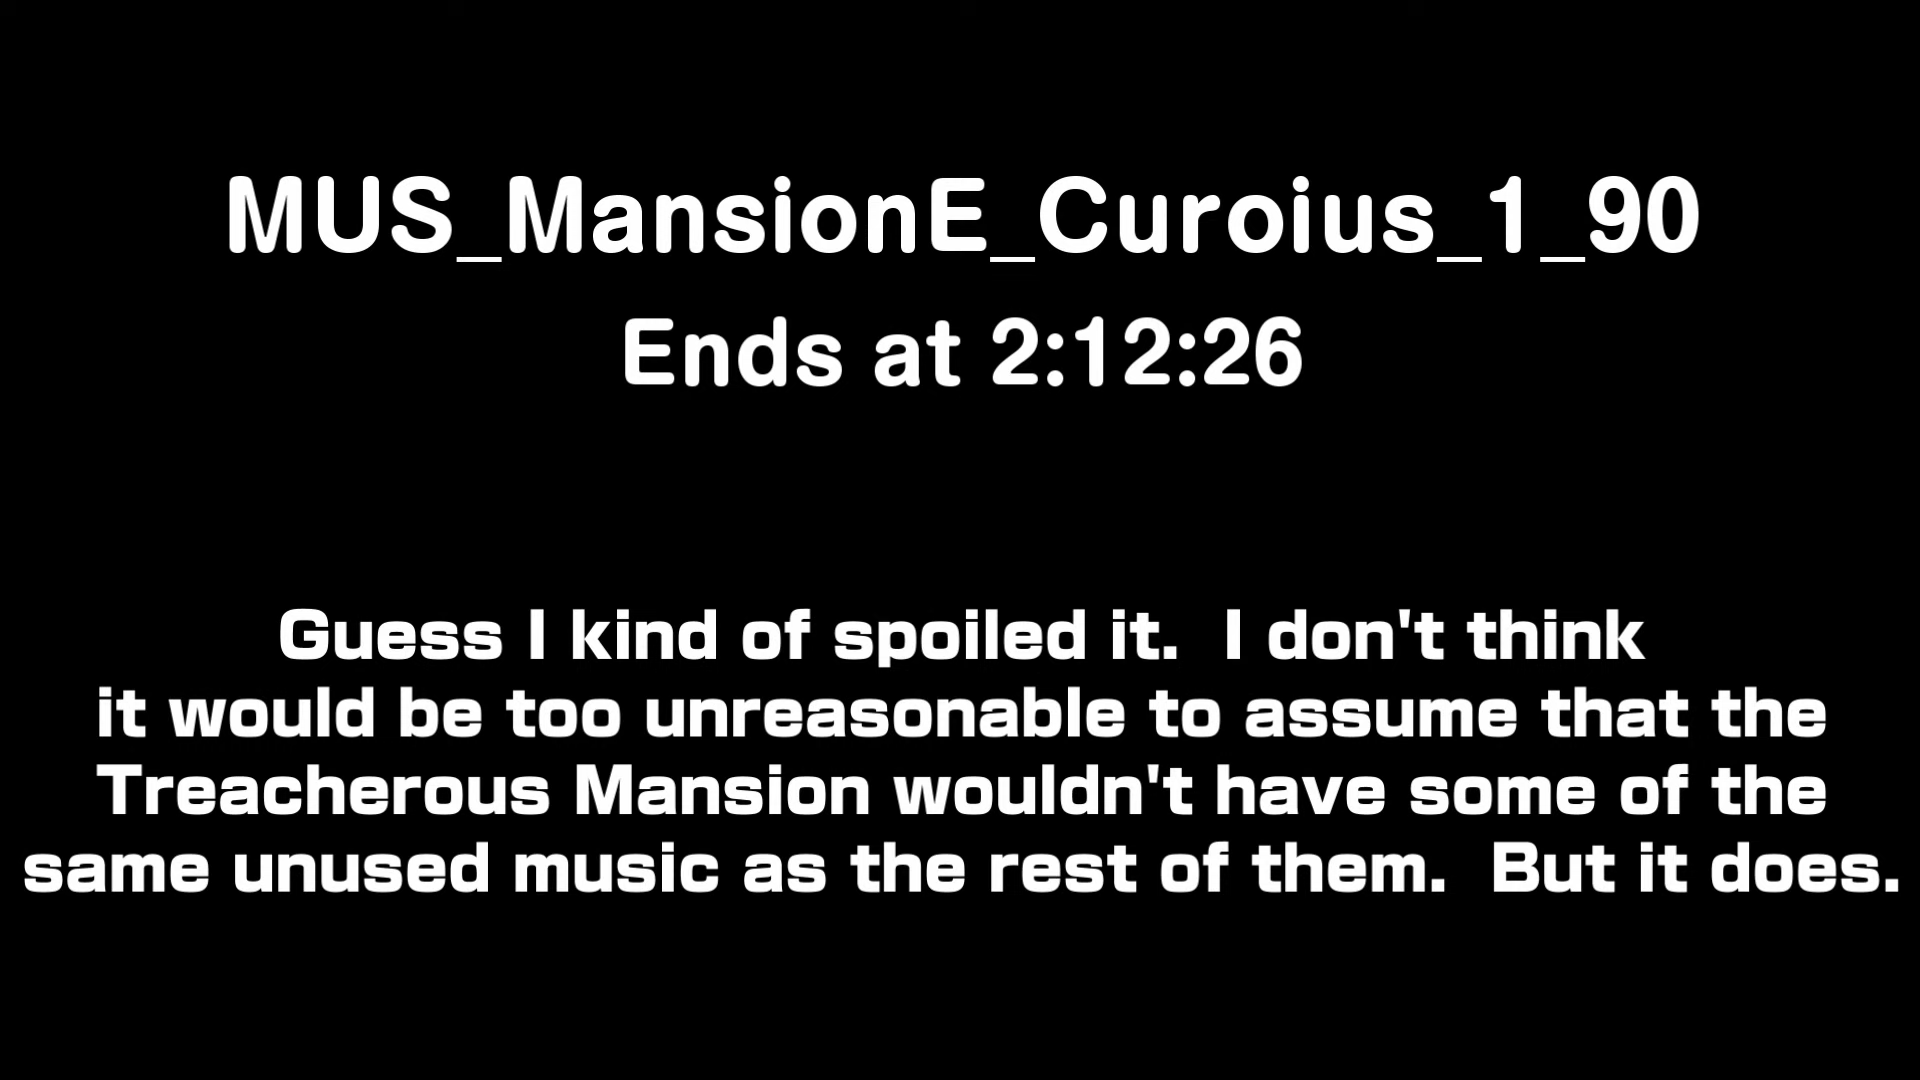 MUS_MansionE_Curoius_1_90
Ends at 2:12:26
Guess I kind of spoiled it.  I don't think
it would be too unreasonable to assume that the
Treacherous Mansion wouldn't have some of the
same unused music as the rest of them.  But it does.